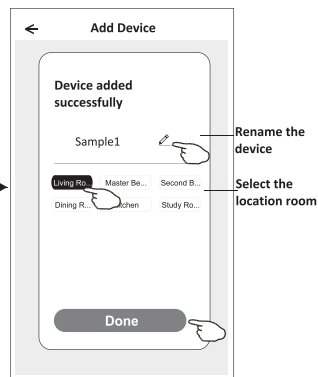 ← Add Device
Device added
successfully
Sample1
Rename the
device
Living Ro... Master Be... Second B...
Select the
location room
Dining R... Kitchen Study Ro...
Done